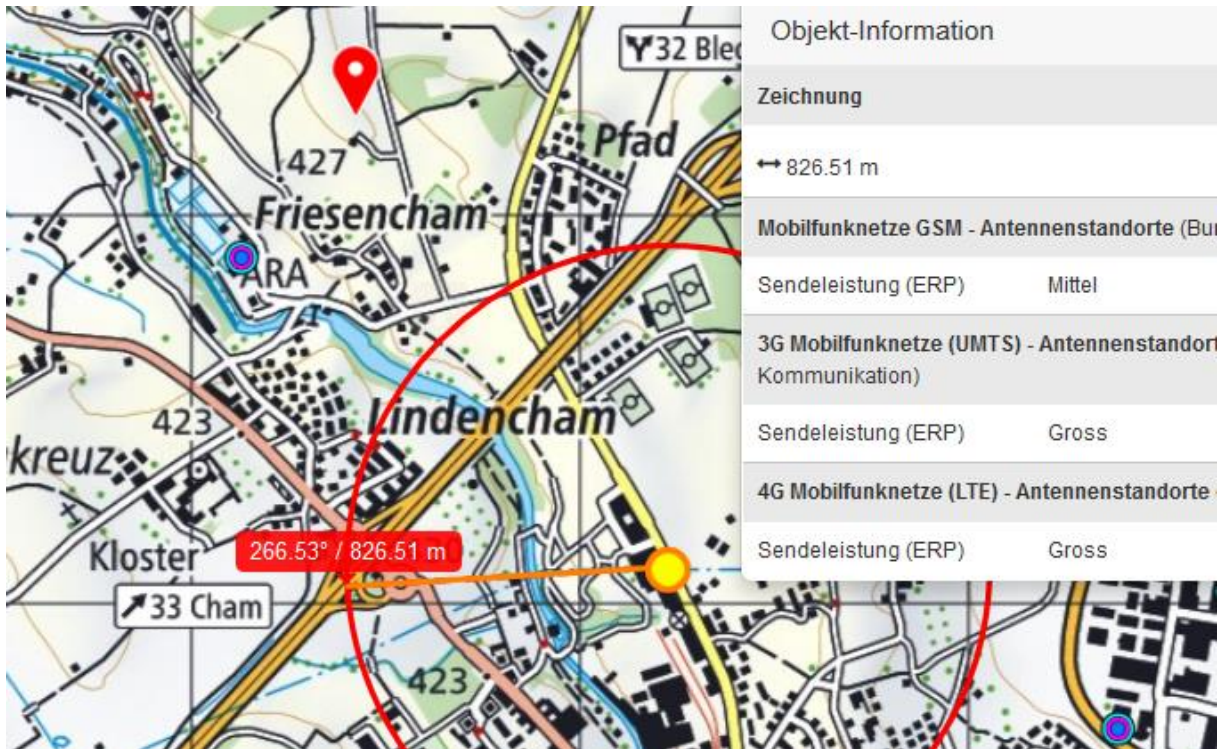 Objekt-Information
Zeichnung
↔ 826.51 m
Mobilfunknetze GSM - Antennenstandorte (Bu
Sendeleistung (ERP) Mittel
3G Mobilfunknetze (UMTS) - Antennenstandort
Kommunikation)
Sendeleistung (ERP) Gross
4G Mobilfunknetze (LTE) - Antennenstandorte
Sendeleistung (ERP) Gross
32 Ble
Pfad
427
Friesencham
ARA
Lindencham
423
kreuz
266.53° / 826.51 m
Kloster
33 Cham
423